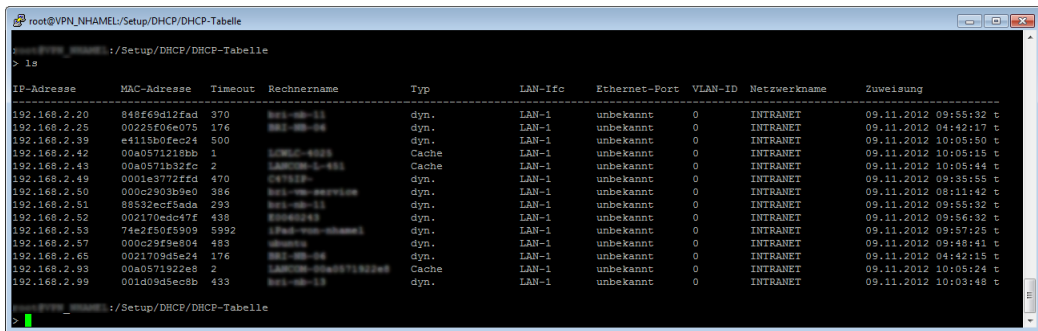 root@VPN_NHAMEL:/Setup/DHCP/DHCP-Tabelle
:/Setup/DHCP/DHCP-Tabelle
> ls
IP-Adresse MAC-Adresse Timeout Rechnername Typ LAN-Ifc Ethernet-Port VLAN-ID Netzwerkname Zuweisung
192.168.2.20 848f69d12fad 370 dyn. LAN-1 unbekannt 0 INTRANET 09.11.2012 09:55:32 t
192.168.2.25 00225f06e075 176 dyn. LAN-1 unbekannt 0 INTRANET 09.11.2012 04:42:17 t
192.168.2.39 e4115b0fec24 500 dyn. LAN-1 unbekannt 0 INTRANET 09.11.2012 10:05:50 t
192.168.2.42 00a0571218bb 1 Cache LAN-1 unbekannt 0 INTRANET 09.11.2012 10:05:15 t
192.168.2.43 00a0571b32fc 2 Cache LAN-1 unbekannt 0 INTRANET 09.11.2012 10:05:44 t
192.168.2.49 0001e3772ffd 470 dyn. LAN-1 unbekannt 0 INTRANET 09.11.2012 09:35:55 t
192.168.2.50 000c2903b9e0 386 dyn. LAN-1 unbekannt 0 INTRANET 09.11.2012 08:11:42 t
192.168.2.51 88532ecf5ada 293 dyn. LAN-1 unbekannt 0 INTRANET 09.11.2012 09:55:32 t
192.168.2.52 002170edc47f 438 dyn. LAN-1 unbekannt 0 INTRANET 09.11.2012 09:56:32 t
192.168.2.53 74e2f50f5909 5992 dyn. LAN-1 unbekannt 0 INTRANET 09.11.2012 09:57:25 t
192.168.2.57 000c29f9e804 483 dyn. LAN-1 unbekannt 0 INTRANET 09.11.2012 09:48:41 t
192.168.2.65 0021709d5e24 176 dyn. LAN-1 unbekannt 0 INTRANET 09.11.2012 04:42:15 t
192.168.2.93 00a0571922e8 2 Cache LAN-1 unbekannt 0 INTRANET 09.11.2012 10:05:24 t
192.168.2.99 001d09d5ec8b 433 dyn. LAN-1 unbekannt 0 INTRANET 09.11.2012 10:03:48 t
:/Setup/DHCP/DHCP-Tabelle
>